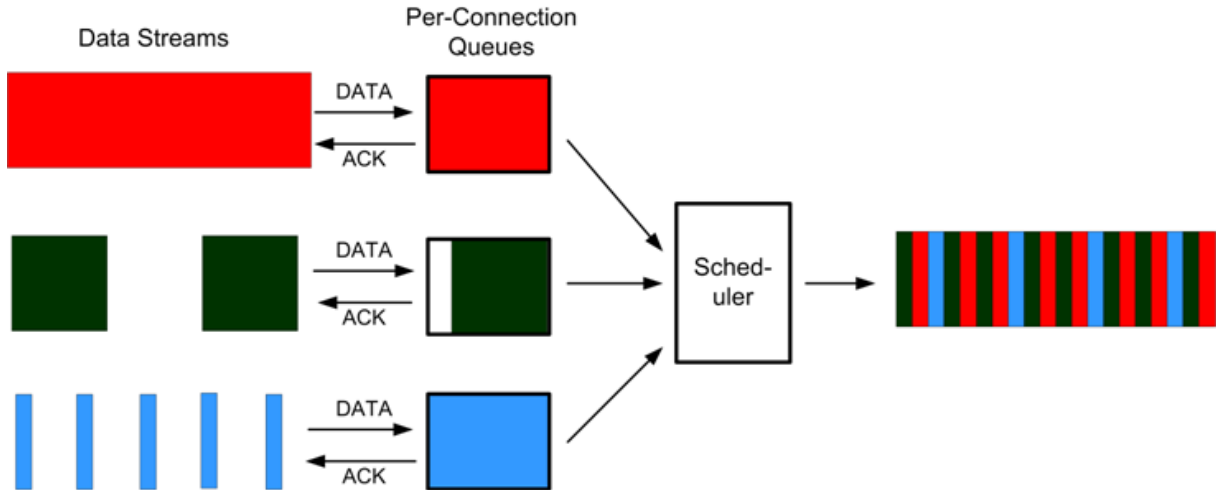 Data Streams
Per-Connection
Queues
DATA
ACK
DATA
ACK
Sched-
uler
DATA
ACK